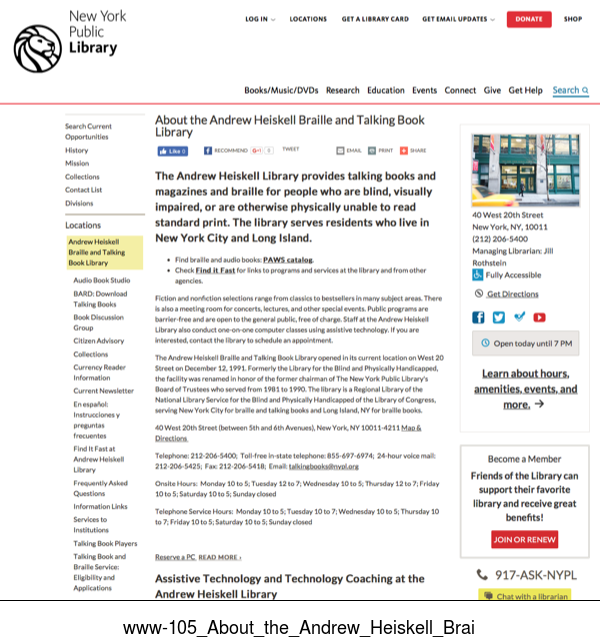 New York
Public
Library
LOG IN
LOCATIONS
GET A LIBRARY CARD
GET EMAIL UPDATES
DONATE
SHOP
Books/Music/DVDs Research Education Events Connect Give Get Help Search
Search Current
Opportunities
History
Mission
Collections
Contact List
Divisions
Locations
Andrew Heiskell
Braille and Talking
Book Library
Audio Book Studio
BARD: Download
Talking Books
Book Discussion
Group
Citizen Advisory
Collections
Currency Reader
Information
Current Newsletter
En español:
Instrucciones y
preguntas
frecuentes
Find It Fast at
Andrew Heiskell
Library
Frequently Asked
Questions
Information Links
Services to
Institutions
Talking Book Players
Talking Book and
Braille Service:
Eligibility and
Applications
About the Andrew Heiskell Braille and Talking Book
Library
Like 0
RECOMMEND
G+1
TWEET
EMAIL
PRINT
SHARE
The Andrew Heiskell Library provides talking books and
magazines and braille for people who are blind, visually
impaired, or are otherwise physically unable to read
standard print. The library serves residents who live in
New York City and Long Island.
• Find braille and audio books: PAWS catalog.
• Check Find it Fast for links to programs and services at the library and from other
agencies.
Fiction and nonfiction selections range from classics to bestsellers in many subject areas. There
is also a meeting room for concerts, lectures, and other special events. Public programs are
barrier-free and are open to the general public, free of charge. Staff at the Andrew Heiskell
Library also conduct one-on-one computer classes using assistive technology. If you are
interested, contact the library to schedule an appointment.
The Andrew Heiskell Braille and Talking Book Library opened in its current location on West 20
Street on December 12, 1991. Formerly the Library for the Blind and Physically Handicapped,
the facility was renamed in honor of the former chairman of The New York Public Library's
Board of Trustees who served from 1981 to 1990. The library is a Regional Library of the
National Library Service for the Blind and Physically Handicapped of the Library of Congress,
serving New York City for braille and talking books and Long Island, NY for braille books.
40 West 20th Street (between 5th and 6th Avenues), New York, NY 10011-4211 Map &
Directions
Telephone: 212-206-5400; Toll-free in-state telephone: 855-697-6974; 24-hour voice mail:
212-206-5425; Fax: 212-206-5418; Email: talkingbooks@nypl.org
Onsite Hours: Monday 10 to 5; Tuesday 12 to 7; Wednesday 10 to 5; Thursday 12 to 7; Friday
10 to 5; Saturday 10 to 5; Sunday closed
Telephone Service Hours: Monday 10 to 5; Tuesday 10 to 7; Wednesday 10 to 5; Thursday 10
to 7; Friday 10 to 5; Saturday 10 to 5; Sunday closed
Reserve a PC READ MORE ›
Assistive Technology and Technology Coaching at the
Andrew Heiskell Library
40 West 20th Street
New York, NY, 10011
(212) 206-5400
Managing Librarian: Jill
Rothstein
Fully Accessible
Get Directions
Open today until 7 PM
Learn about hours,
amenities, events, and
more. →
Become a Member
Friends of the Library can
support their favorite
library and receive great
benefits!
JOIN OR RENEW
917-ASK-NYPL
Chat with a librarian
www-105_About_the_Andrew_Heiskell_Brai